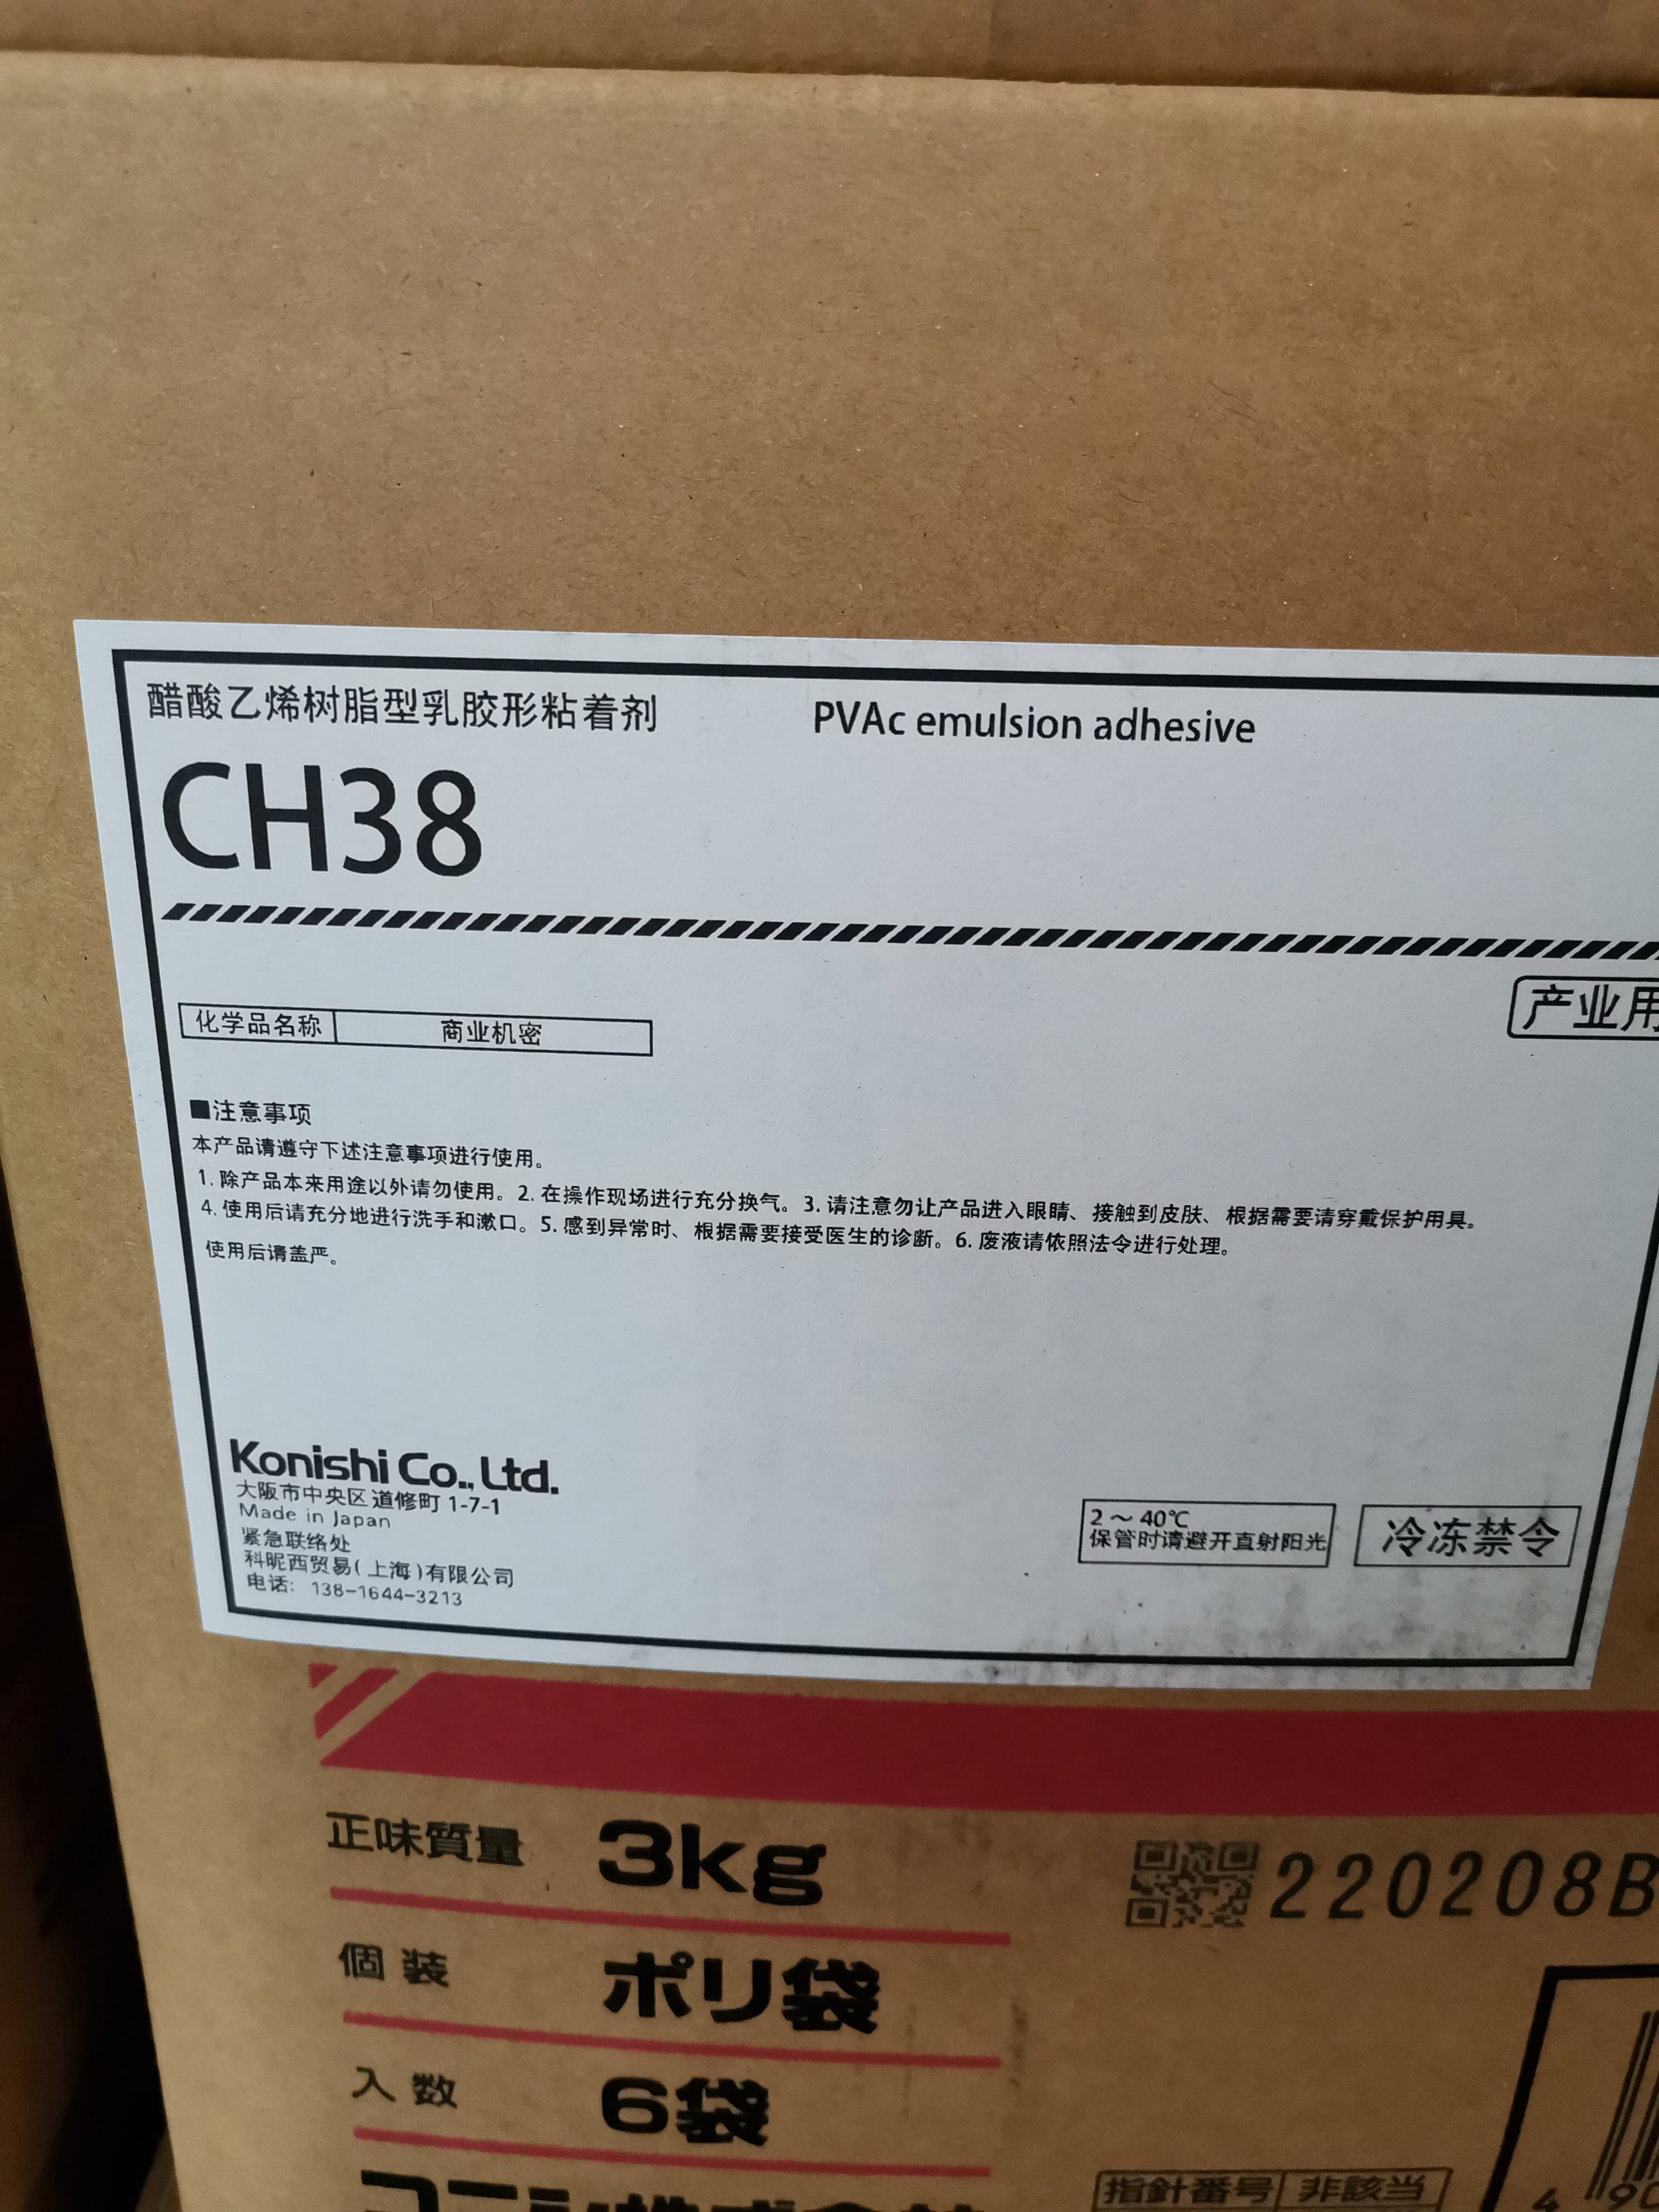 醋酸乙烯树脂型乳胶形粘着剂
PVAc emulsion adhesive
CH38
产业用
化学品名称 商业机密
■注意事项
本产品请遵守下述注意事项进行使用。
1. 除产品本来用途以外请勿使用。2. 在操作现场进行充分换气。3. 请注意勿让产品进入眼睛、接触到皮肤、根据需要请穿戴保护用具。
4. 使用后请充分地进行洗手和漱口。5. 感到异常时、根据需要接受医生的诊断。6. 废液请依照法令进行处理。
使用后请盖严。
Konishi Co., Ltd.
大阪市中央区道修町 1-7-1
Made in Japan
紧急联络处
科昵西贸易(上海)有限公司
电话: 138-1644-3213
2 ～ 40℃
保管时请避开直射阳光
冷冻禁令
正味質量 3kg
220208B
個装 ポリ袋
入数 6袋
指針番号 非該当